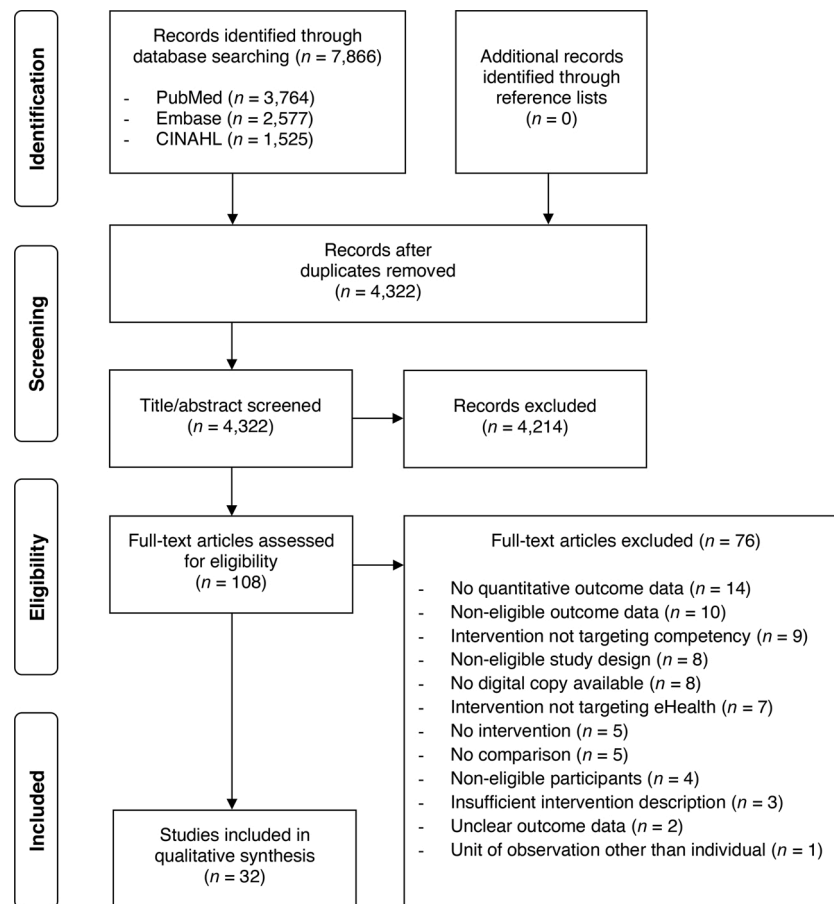 Identification
Records identified through
database searching (n = 7,866)
- PubMed (n = 3,764)
- Embase (n = 2,577)
- CINAHL (n = 1,525)
Additional records
identified through
reference lists
(n = 0)
Screening
Records after
duplicates removed
(n = 4,322)
Title/abstract screened
(n = 4,322)
Records excluded
(n = 4,214)
Eligibility
Full-text articles assessed
for eligibility
(n = 108)
Full-text articles excluded (n = 76)
- No quantitative outcome data (n = 14)
- Non-eligible outcome data (n = 10)
- Intervention not targeting competency (n = 9)
- Non-eligible study design (n = 8)
- No digital copy available (n = 8)
- Intervention not targeting eHealth (n = 7)
- No intervention (n = 5)
- No comparison (n = 5)
- Non-eligible participants (n = 4)
- Insufficient intervention description (n = 3)
- Unclear outcome data (n = 2)
- Unit of observation other than individual (n = 1)
Included
Studies included in
qualitative synthesis
(n = 32)